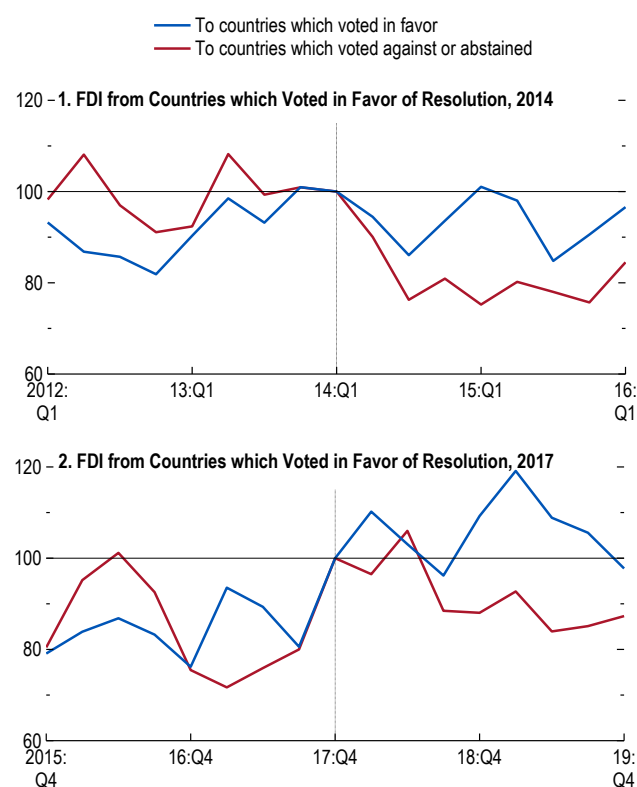 To countries which voted in favor
To countries which voted against or abstained
1. FDI from Countries which Voted in Favor of Resolution, 2014
120
100
80
60
2012:
Q1
13:Q1
14:Q1
15:Q1
16:
Q1
2. FDI from Countries which Voted in Favor of Resolution, 2017
120
100
80
60
2015:
Q4
16:Q4
17:Q4
18:Q4
19:
Q4